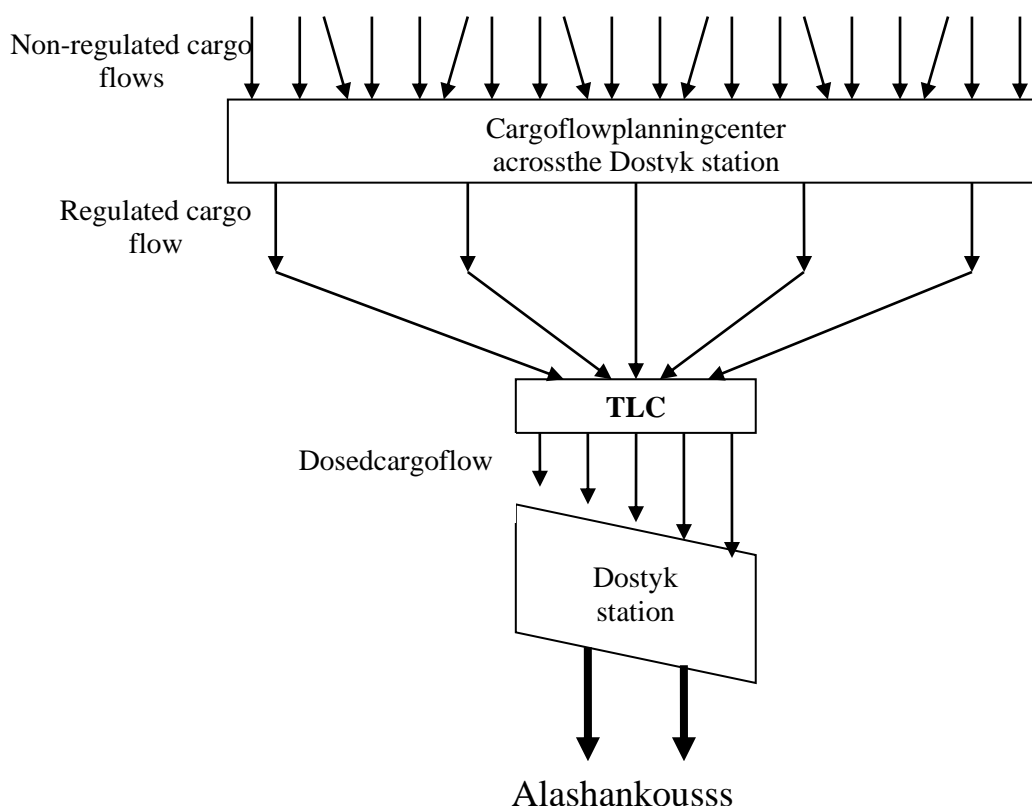 Non-regulated cargo
flows
Cargoflowplanningcenter
acrossthe Dostyk station
Regulated cargo
flow
TLC
Dosedcargoflow
Dostyk
station
Alashankousss